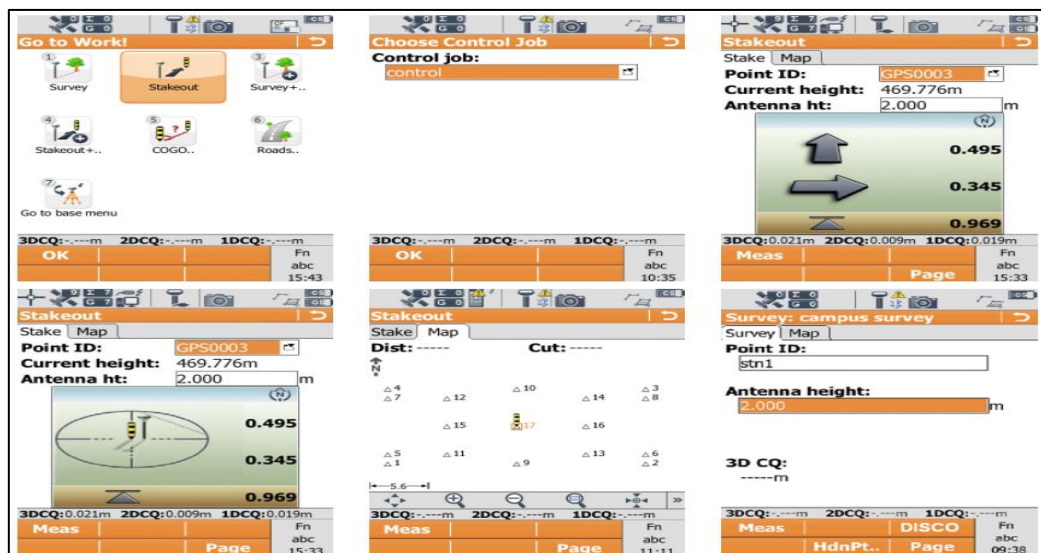 Go to Work!
1
Survey
Stakeout
3
Survey+..
4
Stakeout+..
5
COGO..
6
Roads..
7
Go to base menu
3DCQ:-.---m 2DCQ:-.---m 1DCQ:-.---m
OK
Fn
abc
15:43
Choose Control Job
Control job:
control
3DCQ:-.---m 2DCQ:-.---m 1DCQ:-.---m
OK
Fn
abc
10:35
Stakeout
Stake Map
Point ID: GPS0003
Current height: 469.776m
Antenna ht: 2.000 m
N
0.495
0.345
0.969
3DCQ:0.021m 2DCQ:0.009m 1DCQ:0.019m
Meas
Fn
abc
Page 15:33
Stakeout
Stake Map
Point ID: GPS0003
Current height: 469.776m
Antenna ht: 2.000 m
N
0.495
0.345
0.969
3DCQ:0.021m 2DCQ:0.009m 1DCQ:0.019m
Meas
Fn
abc
Page 15:33
Stakeout
Stake Map
Dist: ----- Cut: -----
N
4 10 3
7 12 14 8
15 17 16
5 11 13 6
1 9 2
5.6
3DCQ:-.---m 2DCQ:-.---m 1DCQ:-.---m
Meas
Fn
abc
Page 11:11
Survey: campus survey
Survey Map
Point ID:
stn1
Antenna height:
2.000 m
3D CQ:
-----m
3DCQ:-.---m 2DCQ:-.---m 1DCQ:-.---m
Meas DISCO
Fn
abc
HdnPt.. Page 09:38